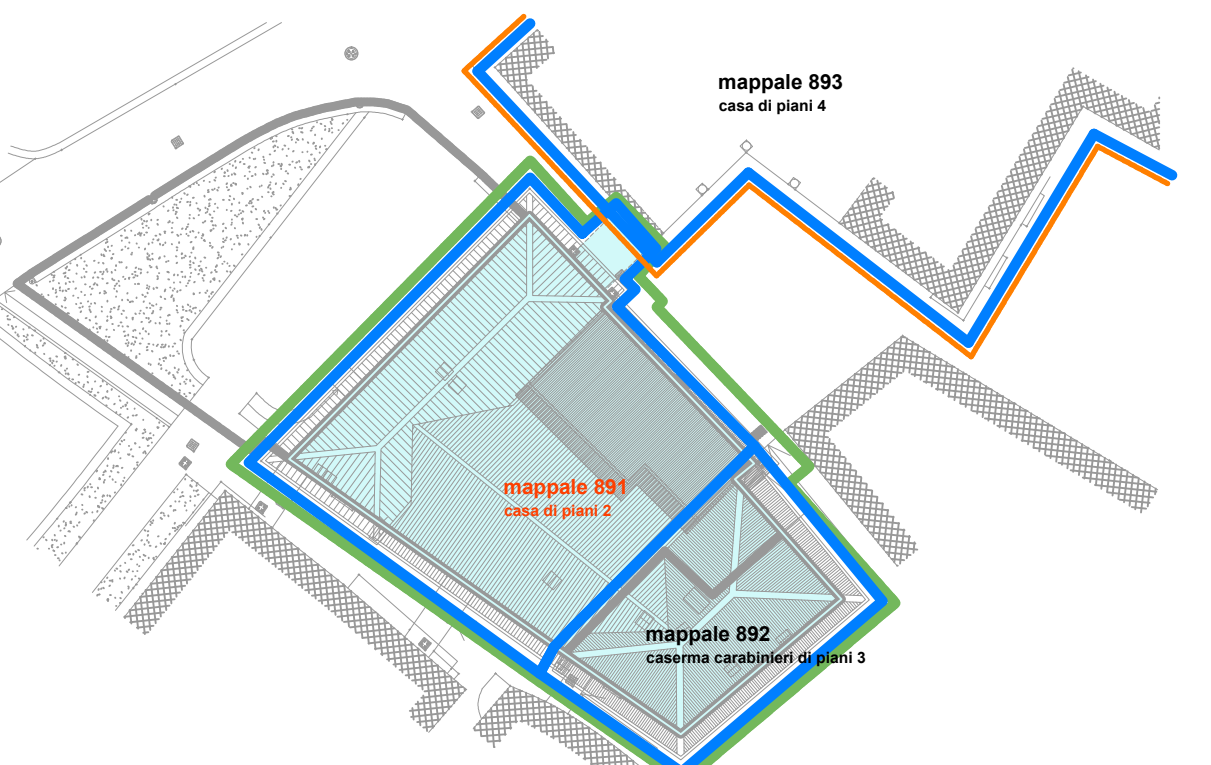 mappale 893
casa di piani 4
mappale 891
casa di piani 2
mappale 892
caserma carabinieri di piani 3